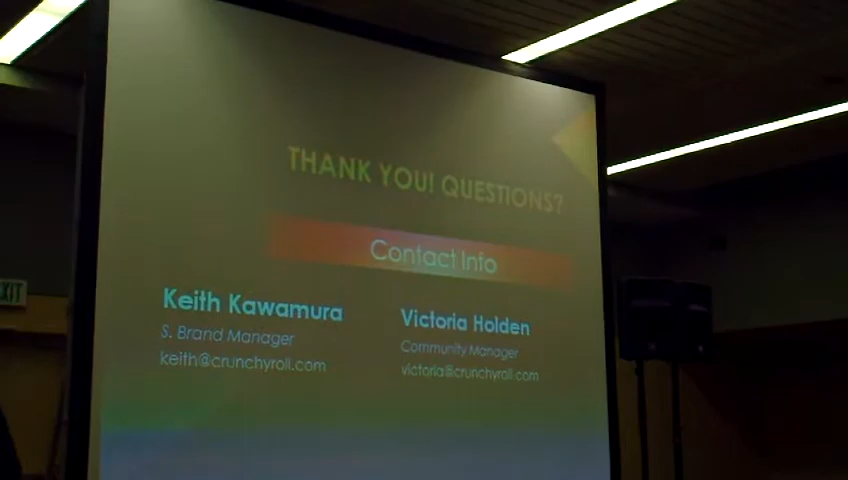 THANK YOU! QUESTIONS?
Contact Info
Keith Kawamura
S. Brand Manager
keith@crunchyroll.com
Victoria Holden
Community Manager
victoria@crunchyroll.com
EXIT